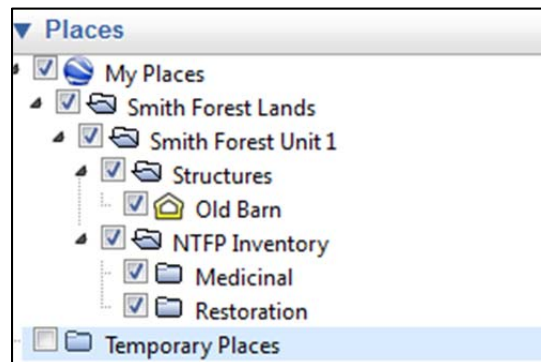 Places
My Places
Smith Forest Lands
Smith Forest Unit 1
Structures
Old Barn
NTFP Inventory
Medicinal
Restoration
Temporary Places